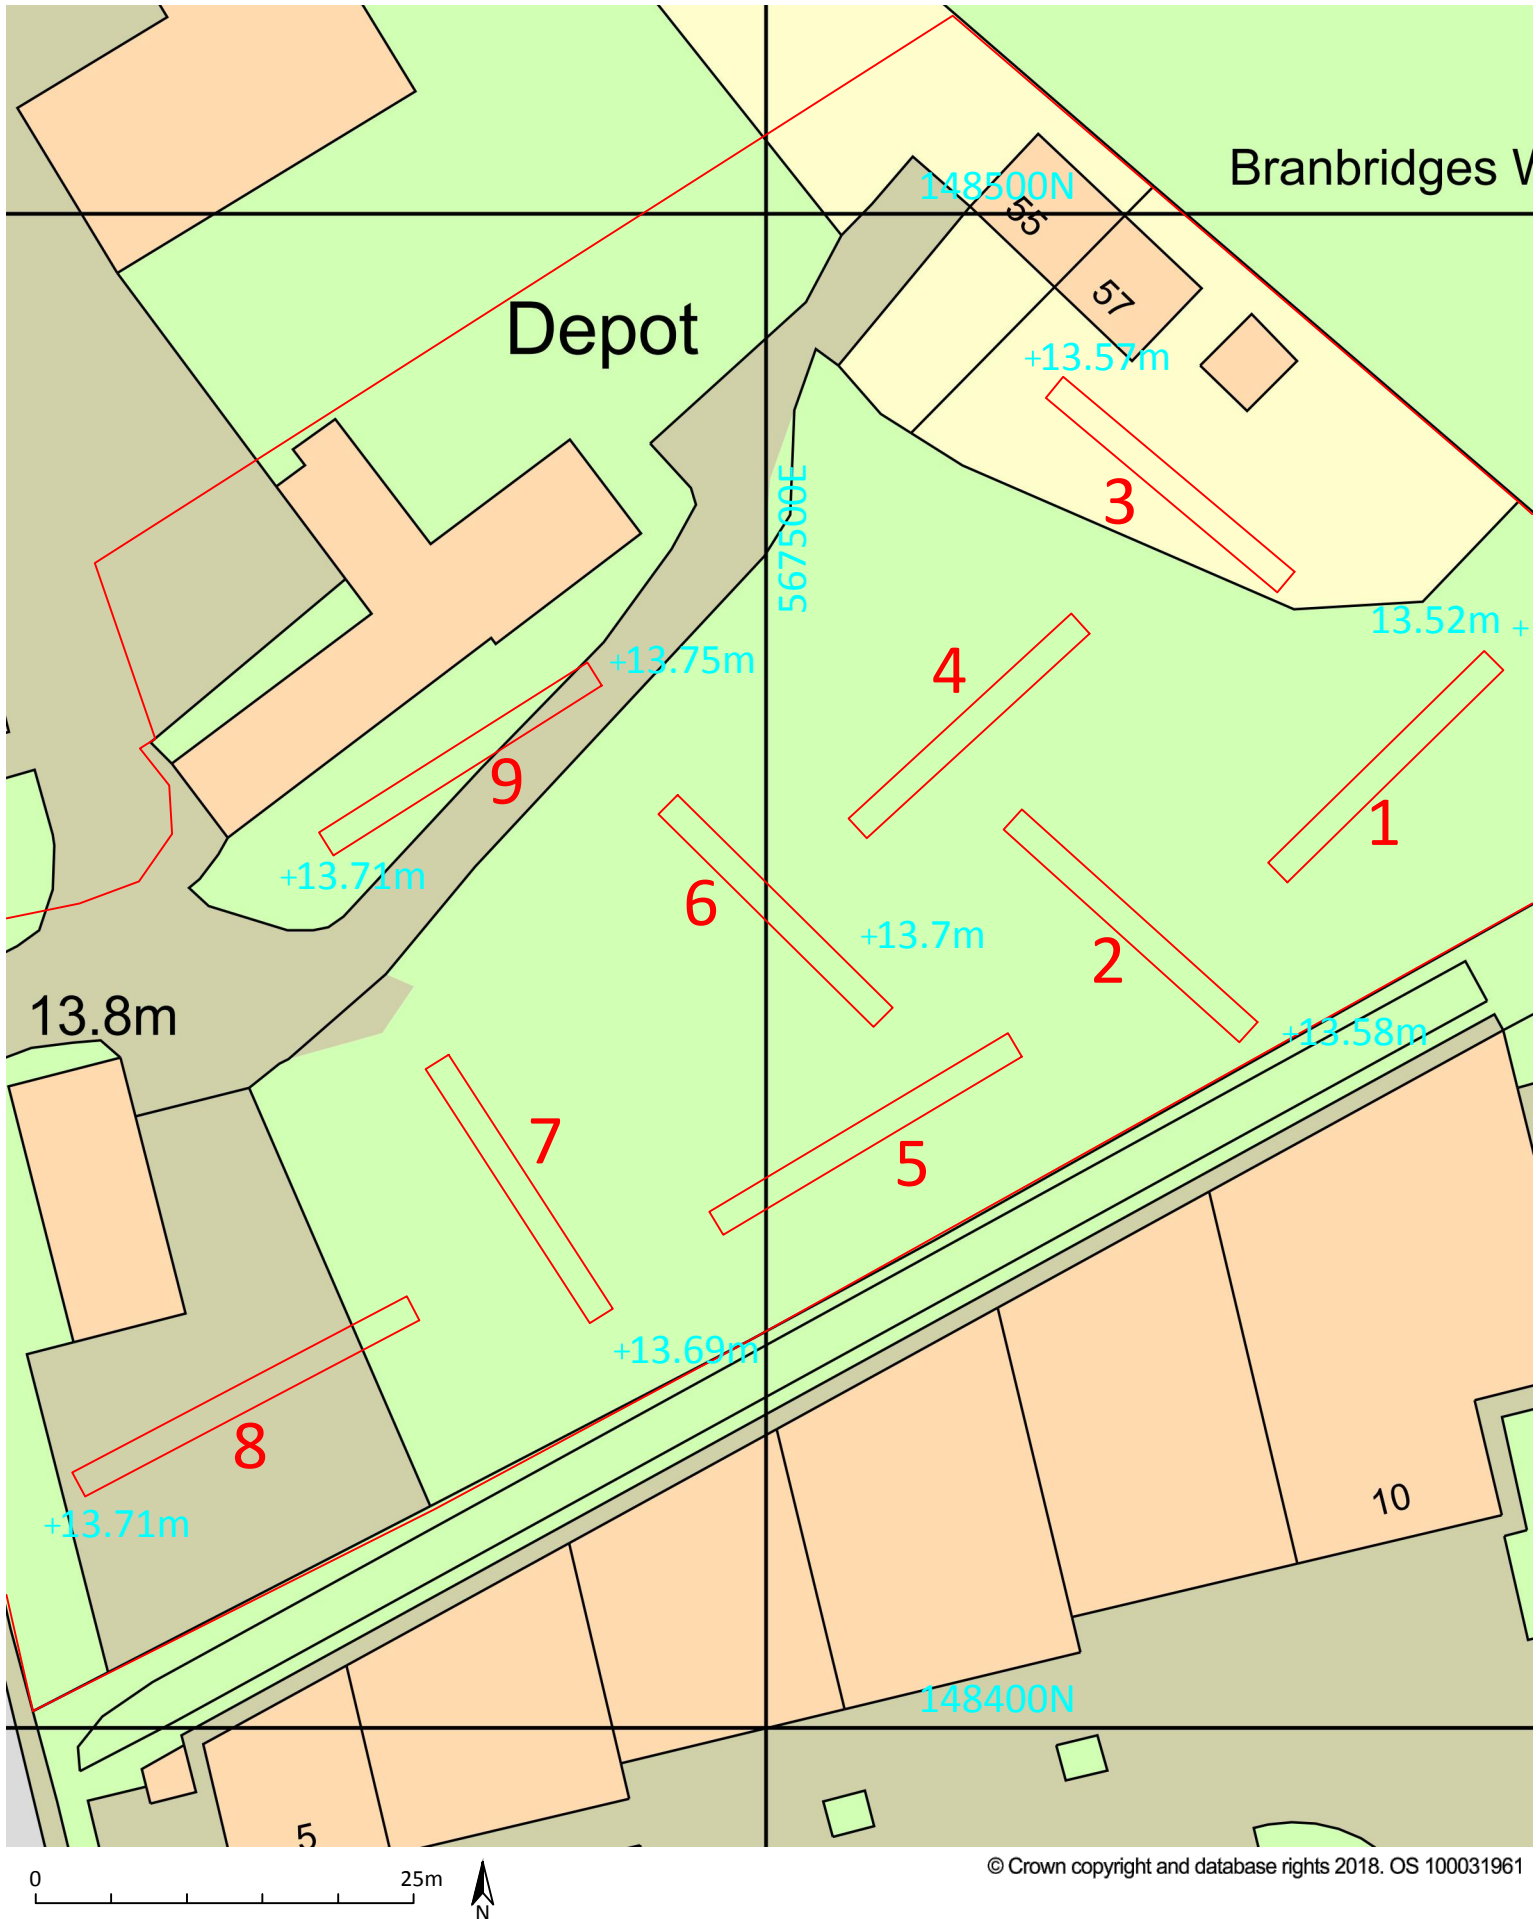 Branbridges W
148500N
55
57
Depot
+13.57m
567500E
3
13.52m +
4
+13.75m
9
1
+13.71m
6
+13.7m
2
13.8m
+13.58m
7
5
+13.69m
8
+13.71m
10
148400N
5
0
25m
N
© Crown copyright and database rights 2018. OS 100031961